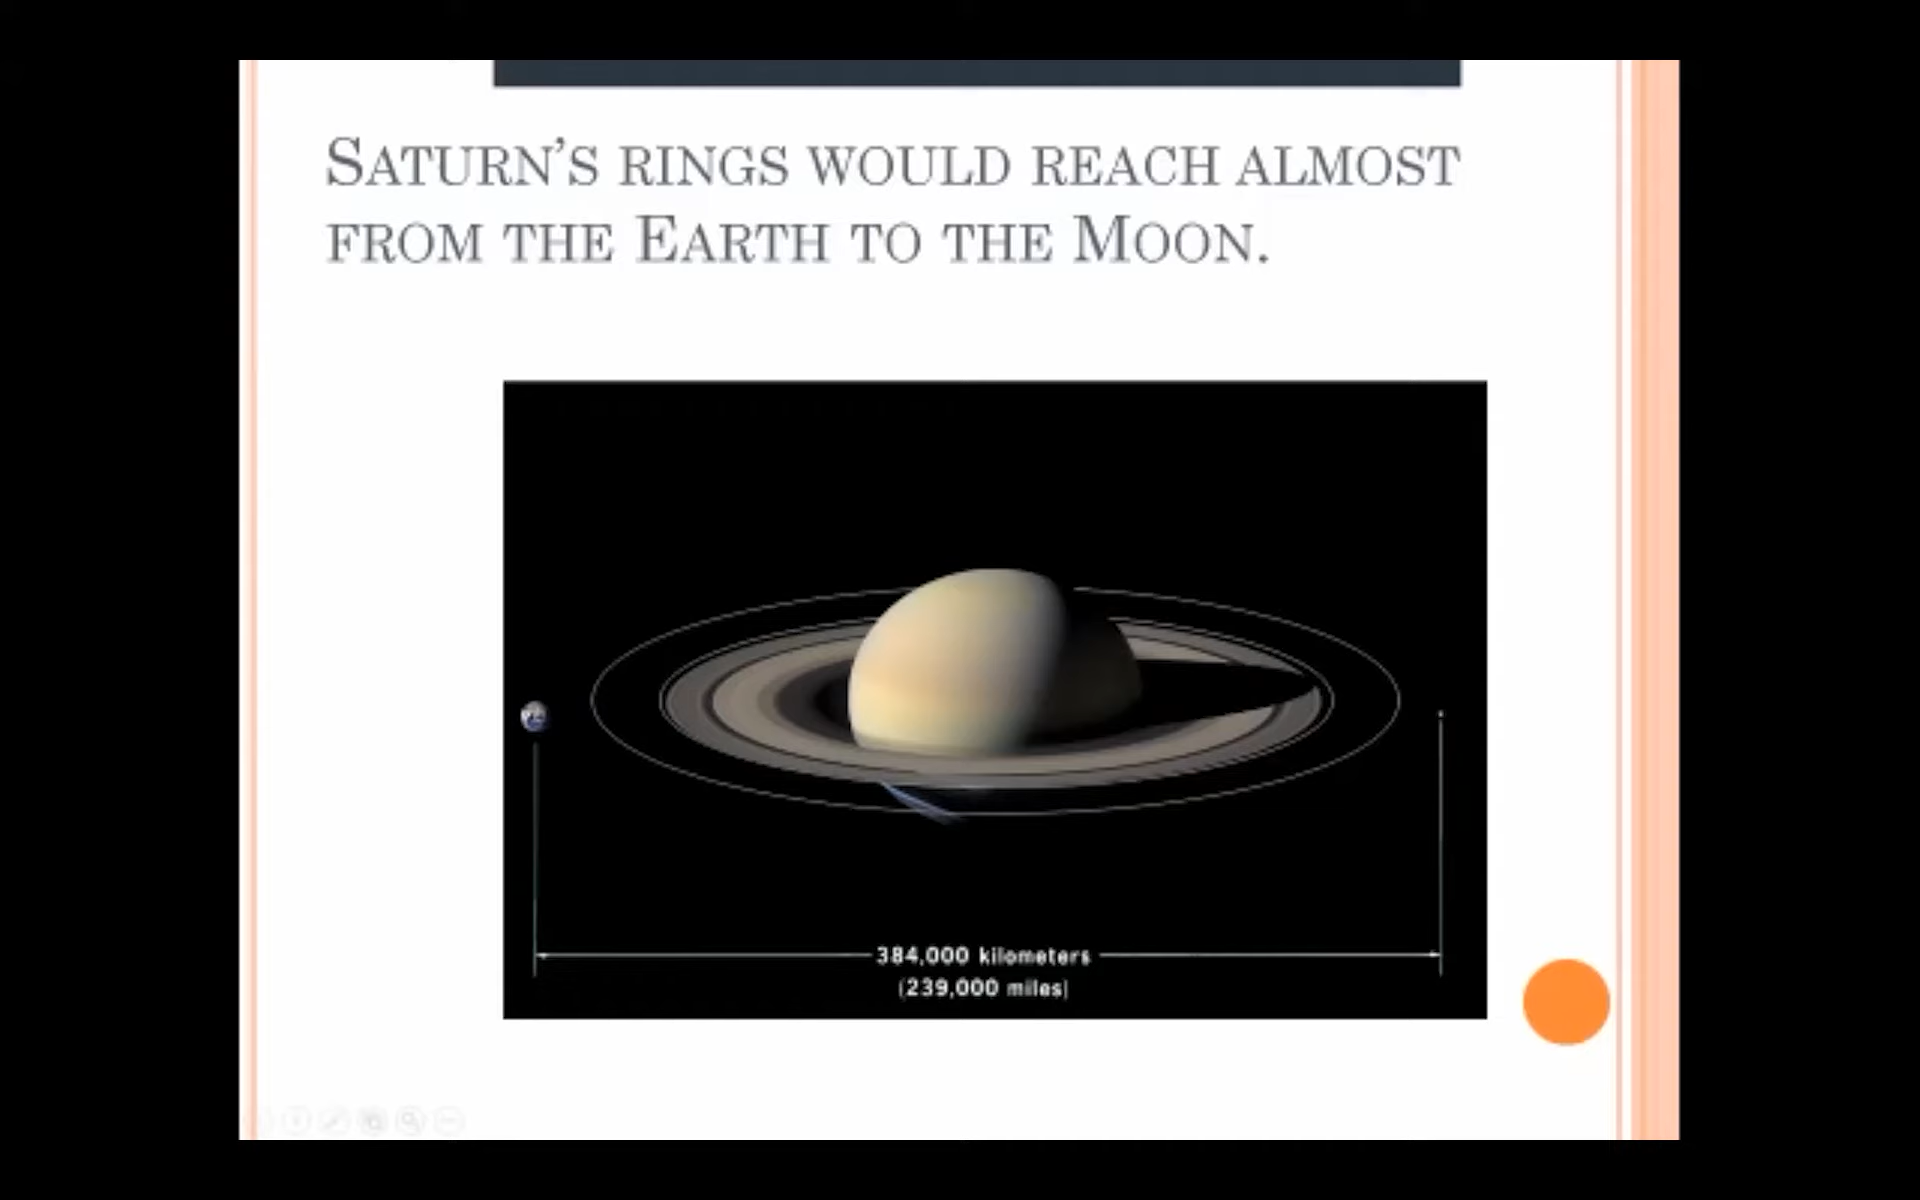 Saturn's rings would reach almost
from the Earth to the Moon.
384,000 kilometers
(239,000 miles)